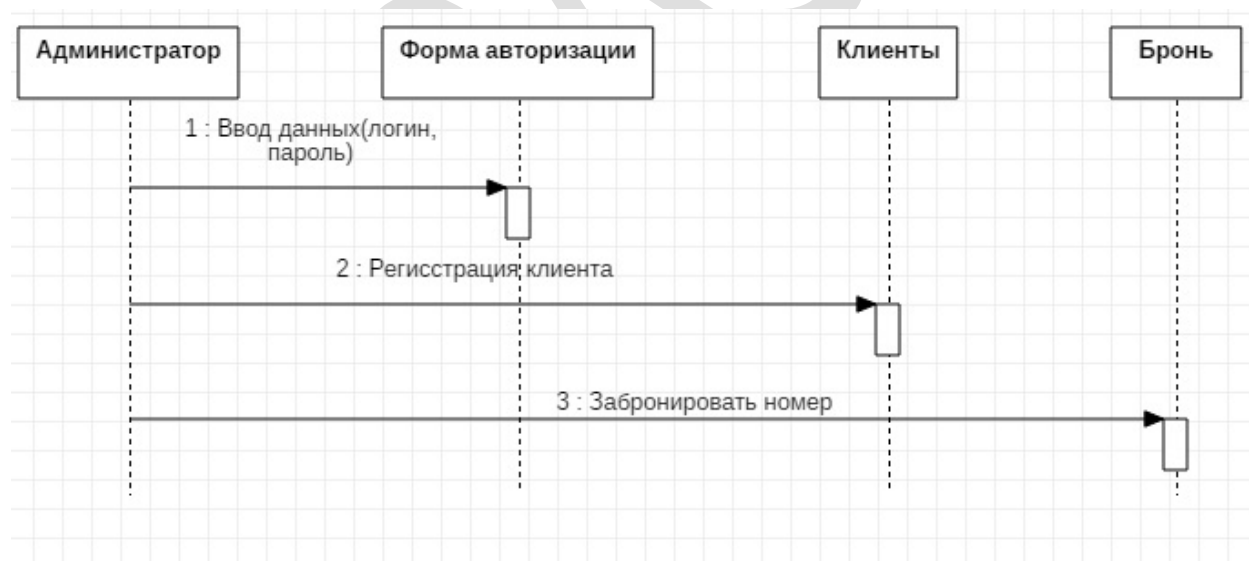 Администратор
Форма авторизации
Клиенты
Бронь
1 : Ввод данных(логин,
пароль)
2 : Регисстрация клиента
3 : Забронировать номер